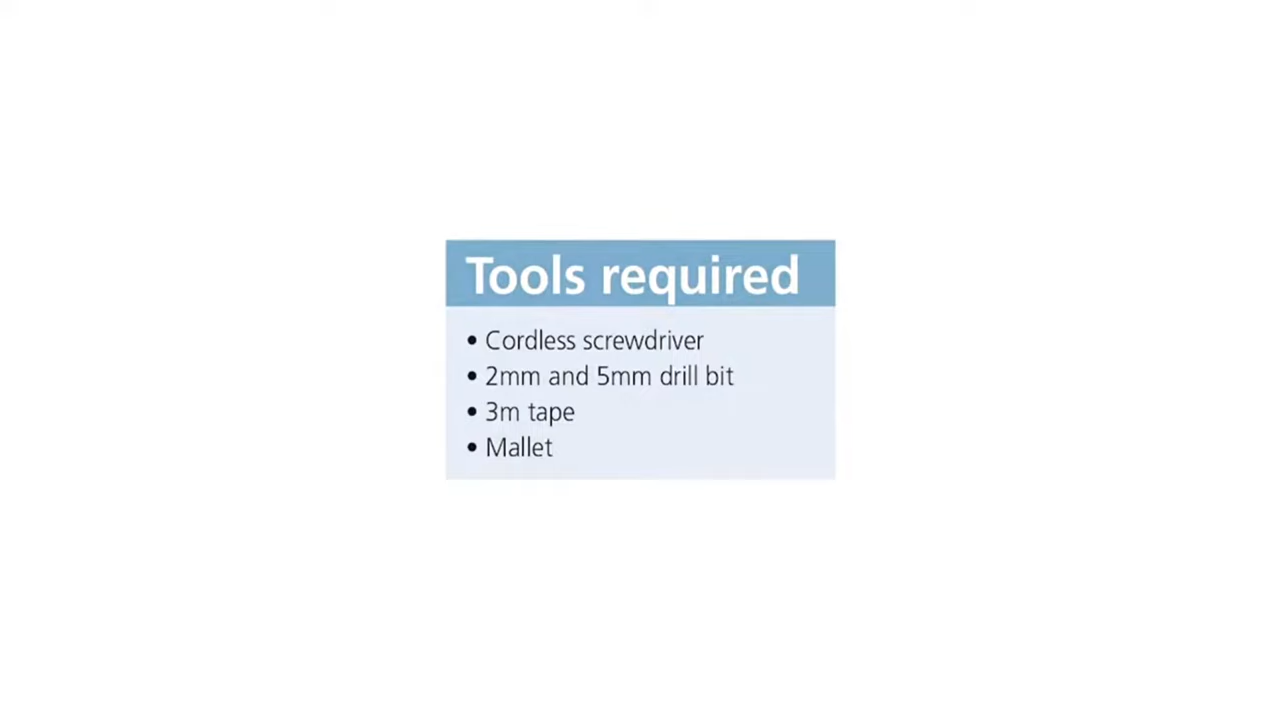 Tools required
• Cordless screwdriver
• 2mm and 5mm drill bit
• 3m tape
• Mallet